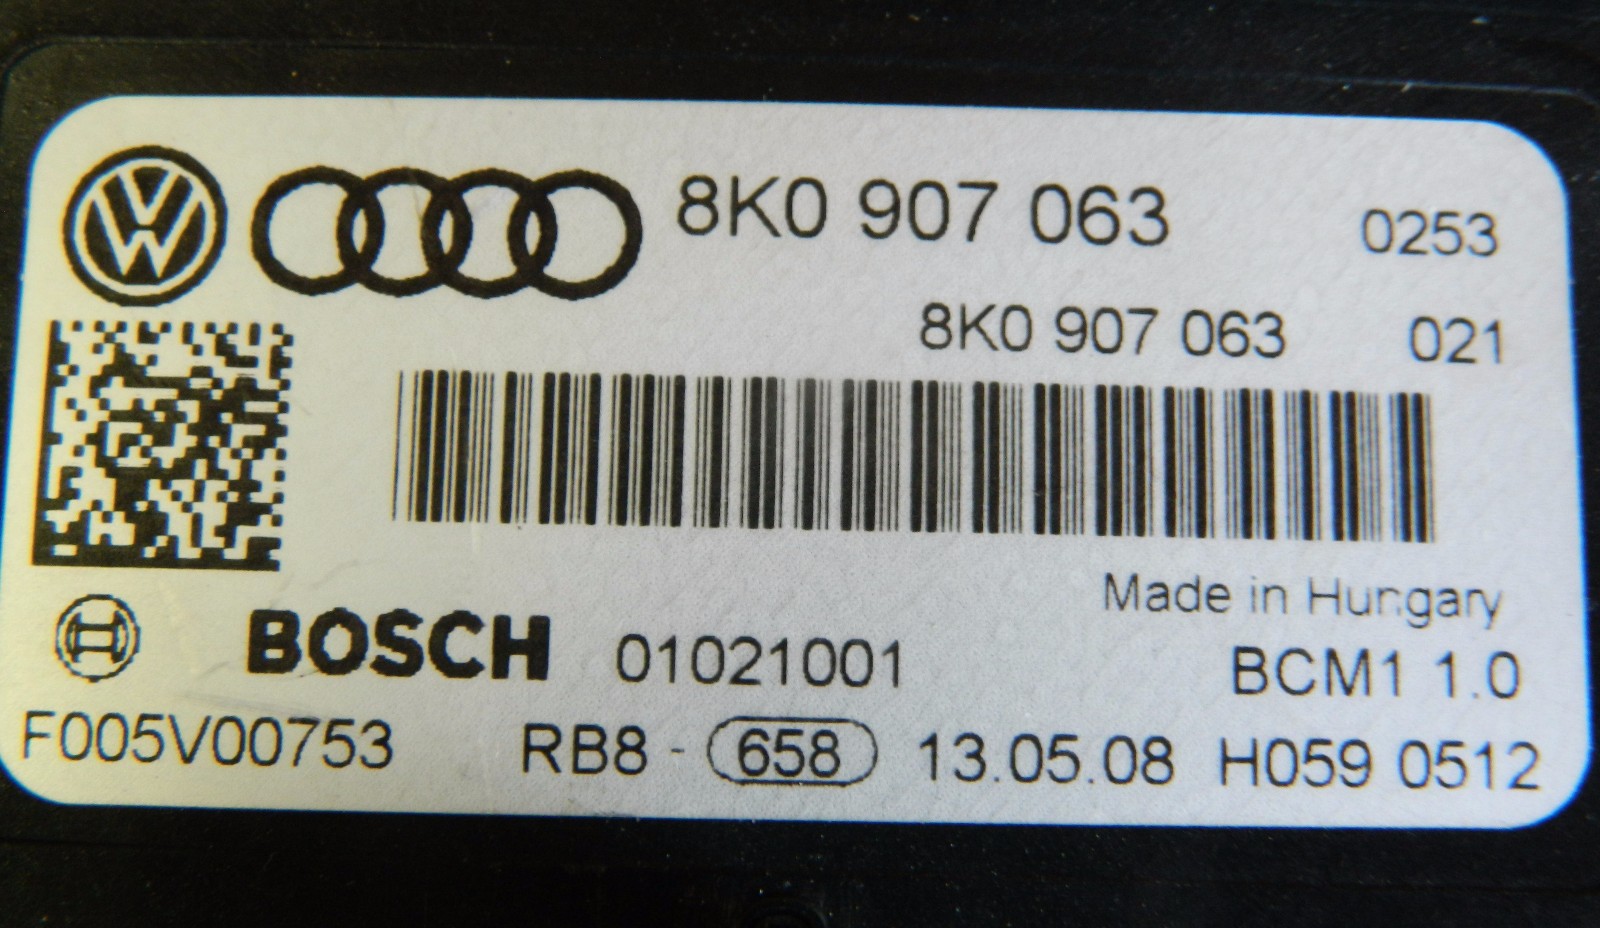 8K0 907 063 0253
8K0 907 063 021
Made in Hungary
BOSCH 01021001 BCM1 1.0
F005V00753 RB8 - 658 13.05.08 H059 0512